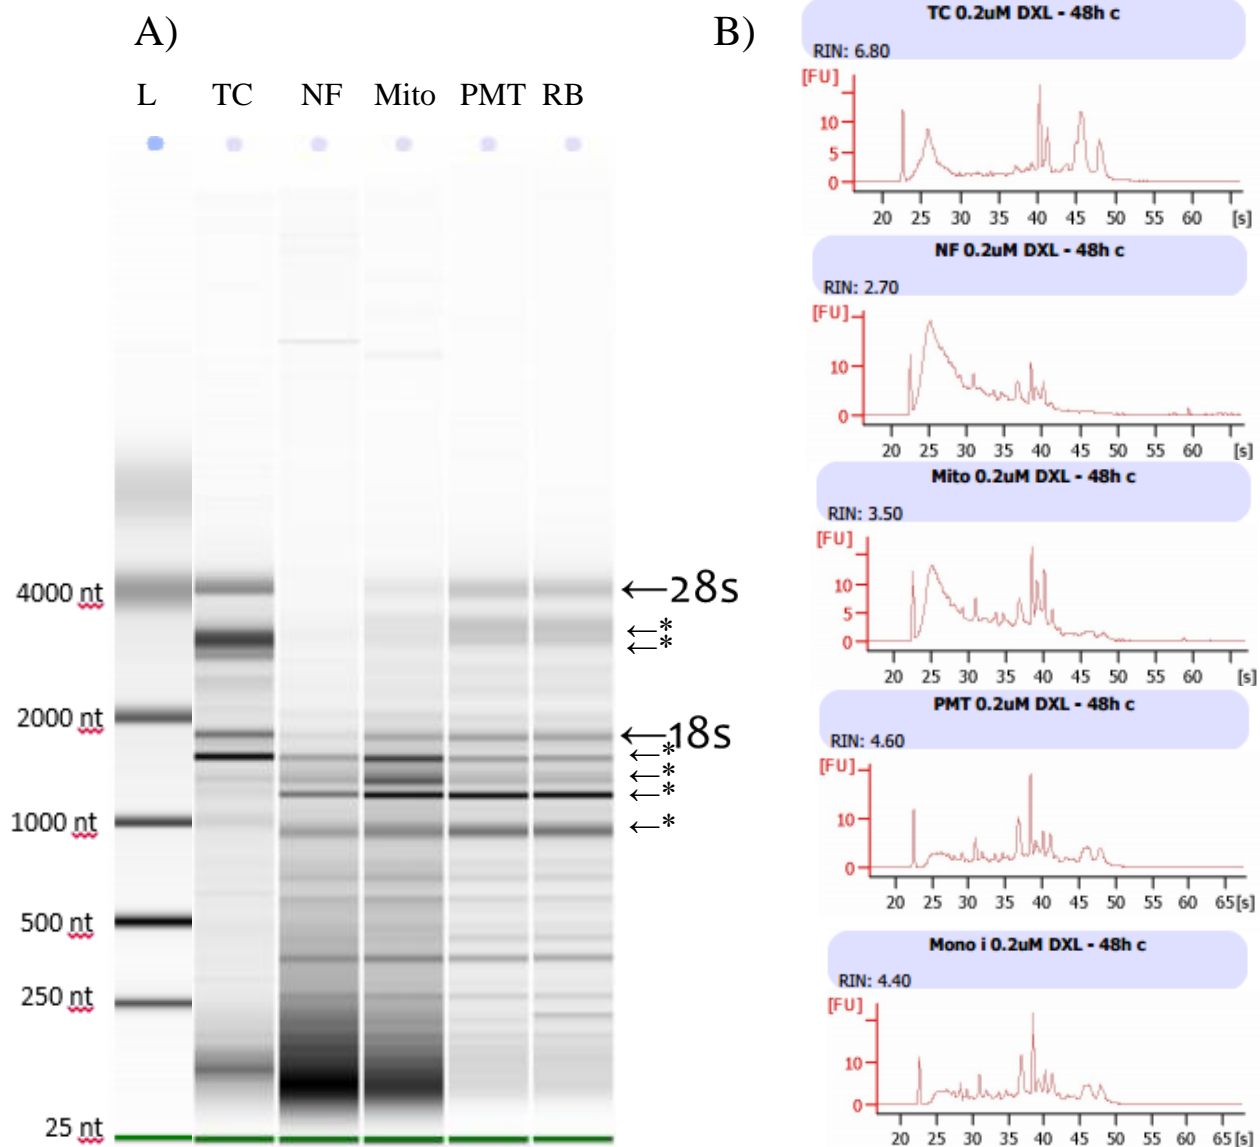 A)
L TC NF Mito PMT RB
4000 nt
2000 nt
1000 nt
500 nt
250 nt
25 nt
←28s
←*
←*
←18s
←*
←*
←*
←*
B)
TC 0.2uM DXL - 48h c
RIN: 6.80
[FU]
10
5
0
20 25 30 35 40 45 50 55 60 [s]
NF 0.2uM DXL - 48h c
RIN: 2.70
[FU]
10
0
20 25 30 35 40 45 50 55 60 [s]
Mito 0.2uM DXL - 48h c
RIN: 3.50
[FU]
10
5
0
20 25 30 35 40 45 50 55 60 [s]
PMT 0.2uM DXL - 48h c
RIN: 4.60
[FU]
10
0
20 25 30 35 40 45 50 55 60 65 [s]
Mono i 0.2uM DXL - 48h c
RIN: 4.40
[FU]
10
0
20 25 30 35 40 45 50 55 60 65 [s]